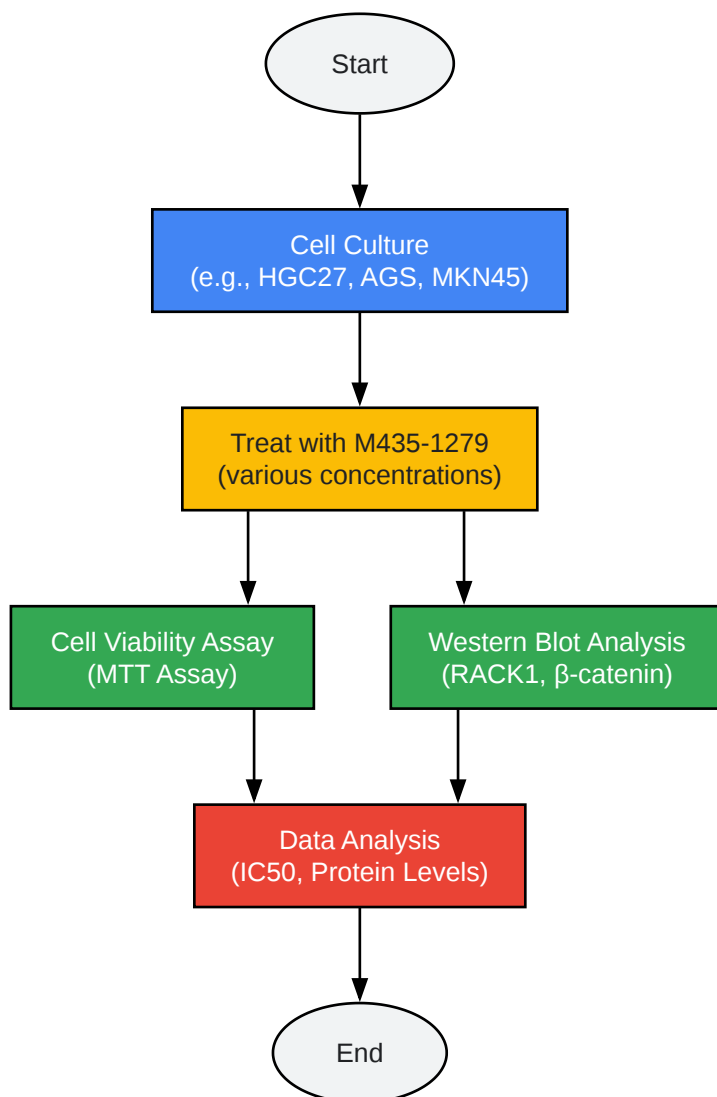 Start
Cell Culture
(e.g., HGC27, AGS, MKN45)
Treat with M435-1279
(various concentrations)
Cell Viability Assay
(MTT Assay)
Western Blot Analysis
(RACK1, β-catenin)
Data Analysis
(IC50, Protein Levels)
End